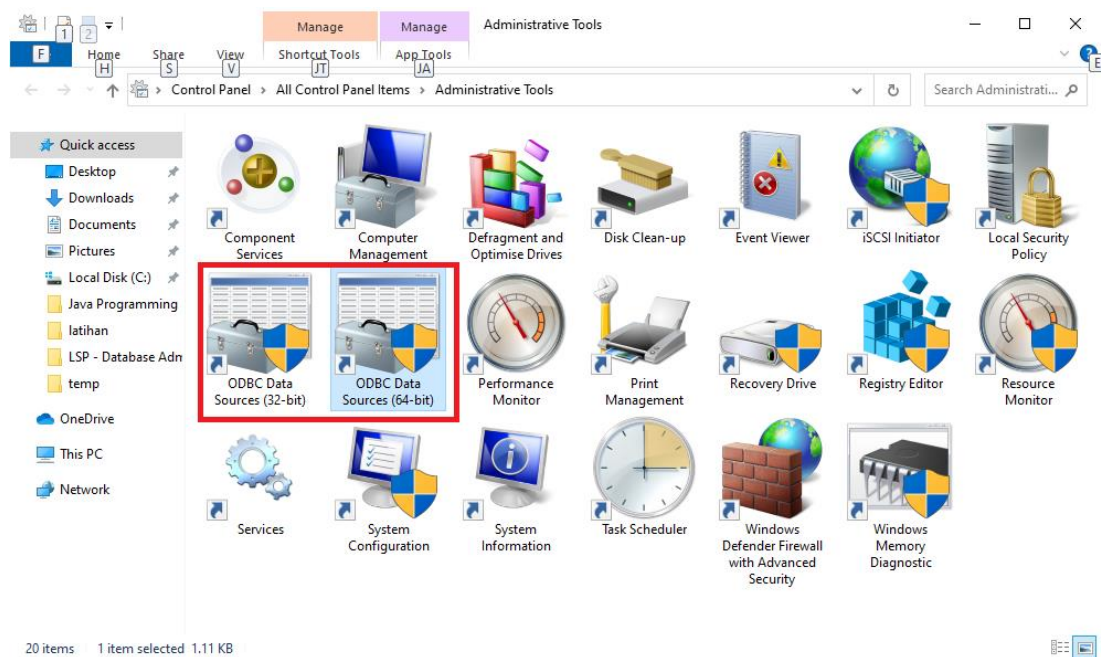 1
2
Manage
Manage
Administrative Tools
F
Home
Share
View
Shortcut Tools
App Tools
H
S
V
JT
JA
E
Control Panel > All Control Panel Items > Administrative Tools
Search Administrati...
Quick access
Desktop
Downloads
Documents
Pictures
Local Disk (C:)
Java Programming
latihan
LSP - Database Adm
temp
OneDrive
This PC
Network
Component
Services
Computer
Management
Defragment and
Optimise Drives
Disk Clean-up
Event Viewer
iSCSI Initiator
Local Security
Policy
ODBC Data
Sources (32-bit)
ODBC Data
Sources (64-bit)
Performance
Monitor
Print
Management
Recovery Drive
Registry Editor
Resource
Monitor
Services
System
Configuration
System
Information
Task Scheduler
Windows
Defender Firewall
with Advanced
Security
Windows
Memory
Diagnostic
20 items 1 item selected 1.11 KB